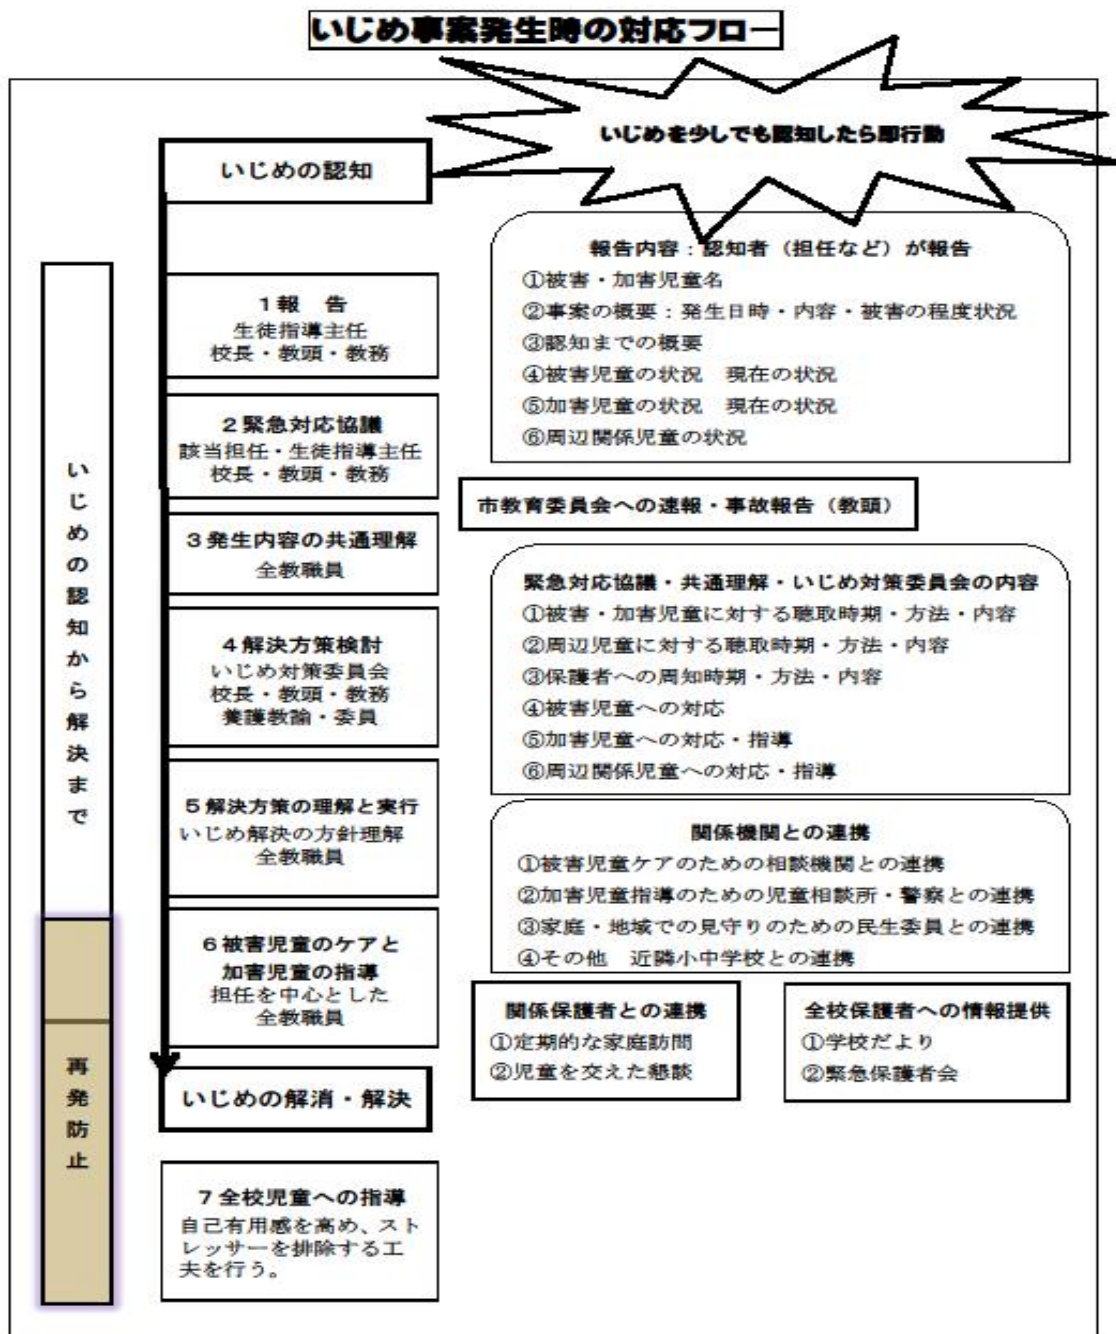 いじめ事案発生時の対応フロー
いじめを少しでも認知したら即行動
いじめの認知
報告内容：認知者（担任など）が報告
①被害・加害児童名
②事案の概要：発生日時・内容・被害の程度状況
③認知までの概要
④被害児童の状況　現在の状況
⑤加害児童の状況　現在の状況
⑥周辺関係児童の状況
いじめの認知から解決まで
１報　告
生徒指導主任
校長・教頭・教務
２緊急対応協議
該当担任・生徒指導主任
校長・教頭・教務
市教育委員会への速報・事故報告（教頭）
３発生内容の共通理解
全教職員
緊急対応協議・共通理解・いじめ対策委員会の内容
①被害・加害児童に対する聴取時期・方法・内容
②周辺児童に対する聴取時期・方法・内容
③保護者への周知時期・方法・内容
④被害児童への対応
⑤加害児童への対応・指導
⑥周辺関係児童への対応・指導
４解決方策検討
いじめ対策委員会
校長・教頭・教務
養護教諭・委員
５解決方策の理解と実行
いじめ解決の方針理解
全教職員
関係機関との連携
①被害児童ケアのための相談機関との連携
②加害児童指導のための児童相談所・警察との連携
③家庭・地域での見守りのための民生委員との連携
④その他　近隣小中学校との連携
６被害児童のケアと
加害児童の指導
担任を中心とした
全教職員
関係保護者との連携
①定期的な家庭訪問
②児童を交えた懇談
全校保護者への情報提供
①学校だより
②緊急保護者会
再発防止
いじめの解消・解決
７全校児童への指導
自己有用感を高め、スト
レッサーを排除する工
夫を行う。